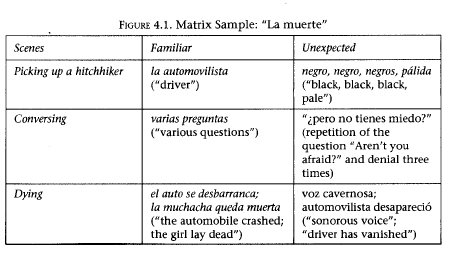 FIGURE 4.1. Matrix Sample: “La muerte”
Scenes Familiar Unexpected
Picking up a hitchhiker la automovilista negro, negro, negros, pálida
(“driver”) (“black, black, black,
pale”)
Conversing varias preguntas “¿pero no tienes miedo?”
(“various questions”) (repetition of the
question “Aren’t you
afraid?” and denial three
times)
Dying el auto se desbarranca; voz cavernosa;
la muchacha queda muerta automovilista desapareció
(“the automobile crashed; (“sonorous voice”;
the girl lay dead”) “driver has vanished”)